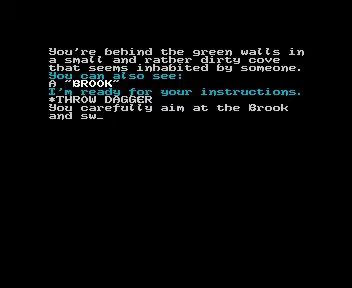 You're behind the green walls in
a small and rather dirty cove
that seems inhabited by someone.
You can also see:
A "BROOK"
I'm ready for your instructions.
*THROW DAGGER
You carefully aim at the Brook
and sw_